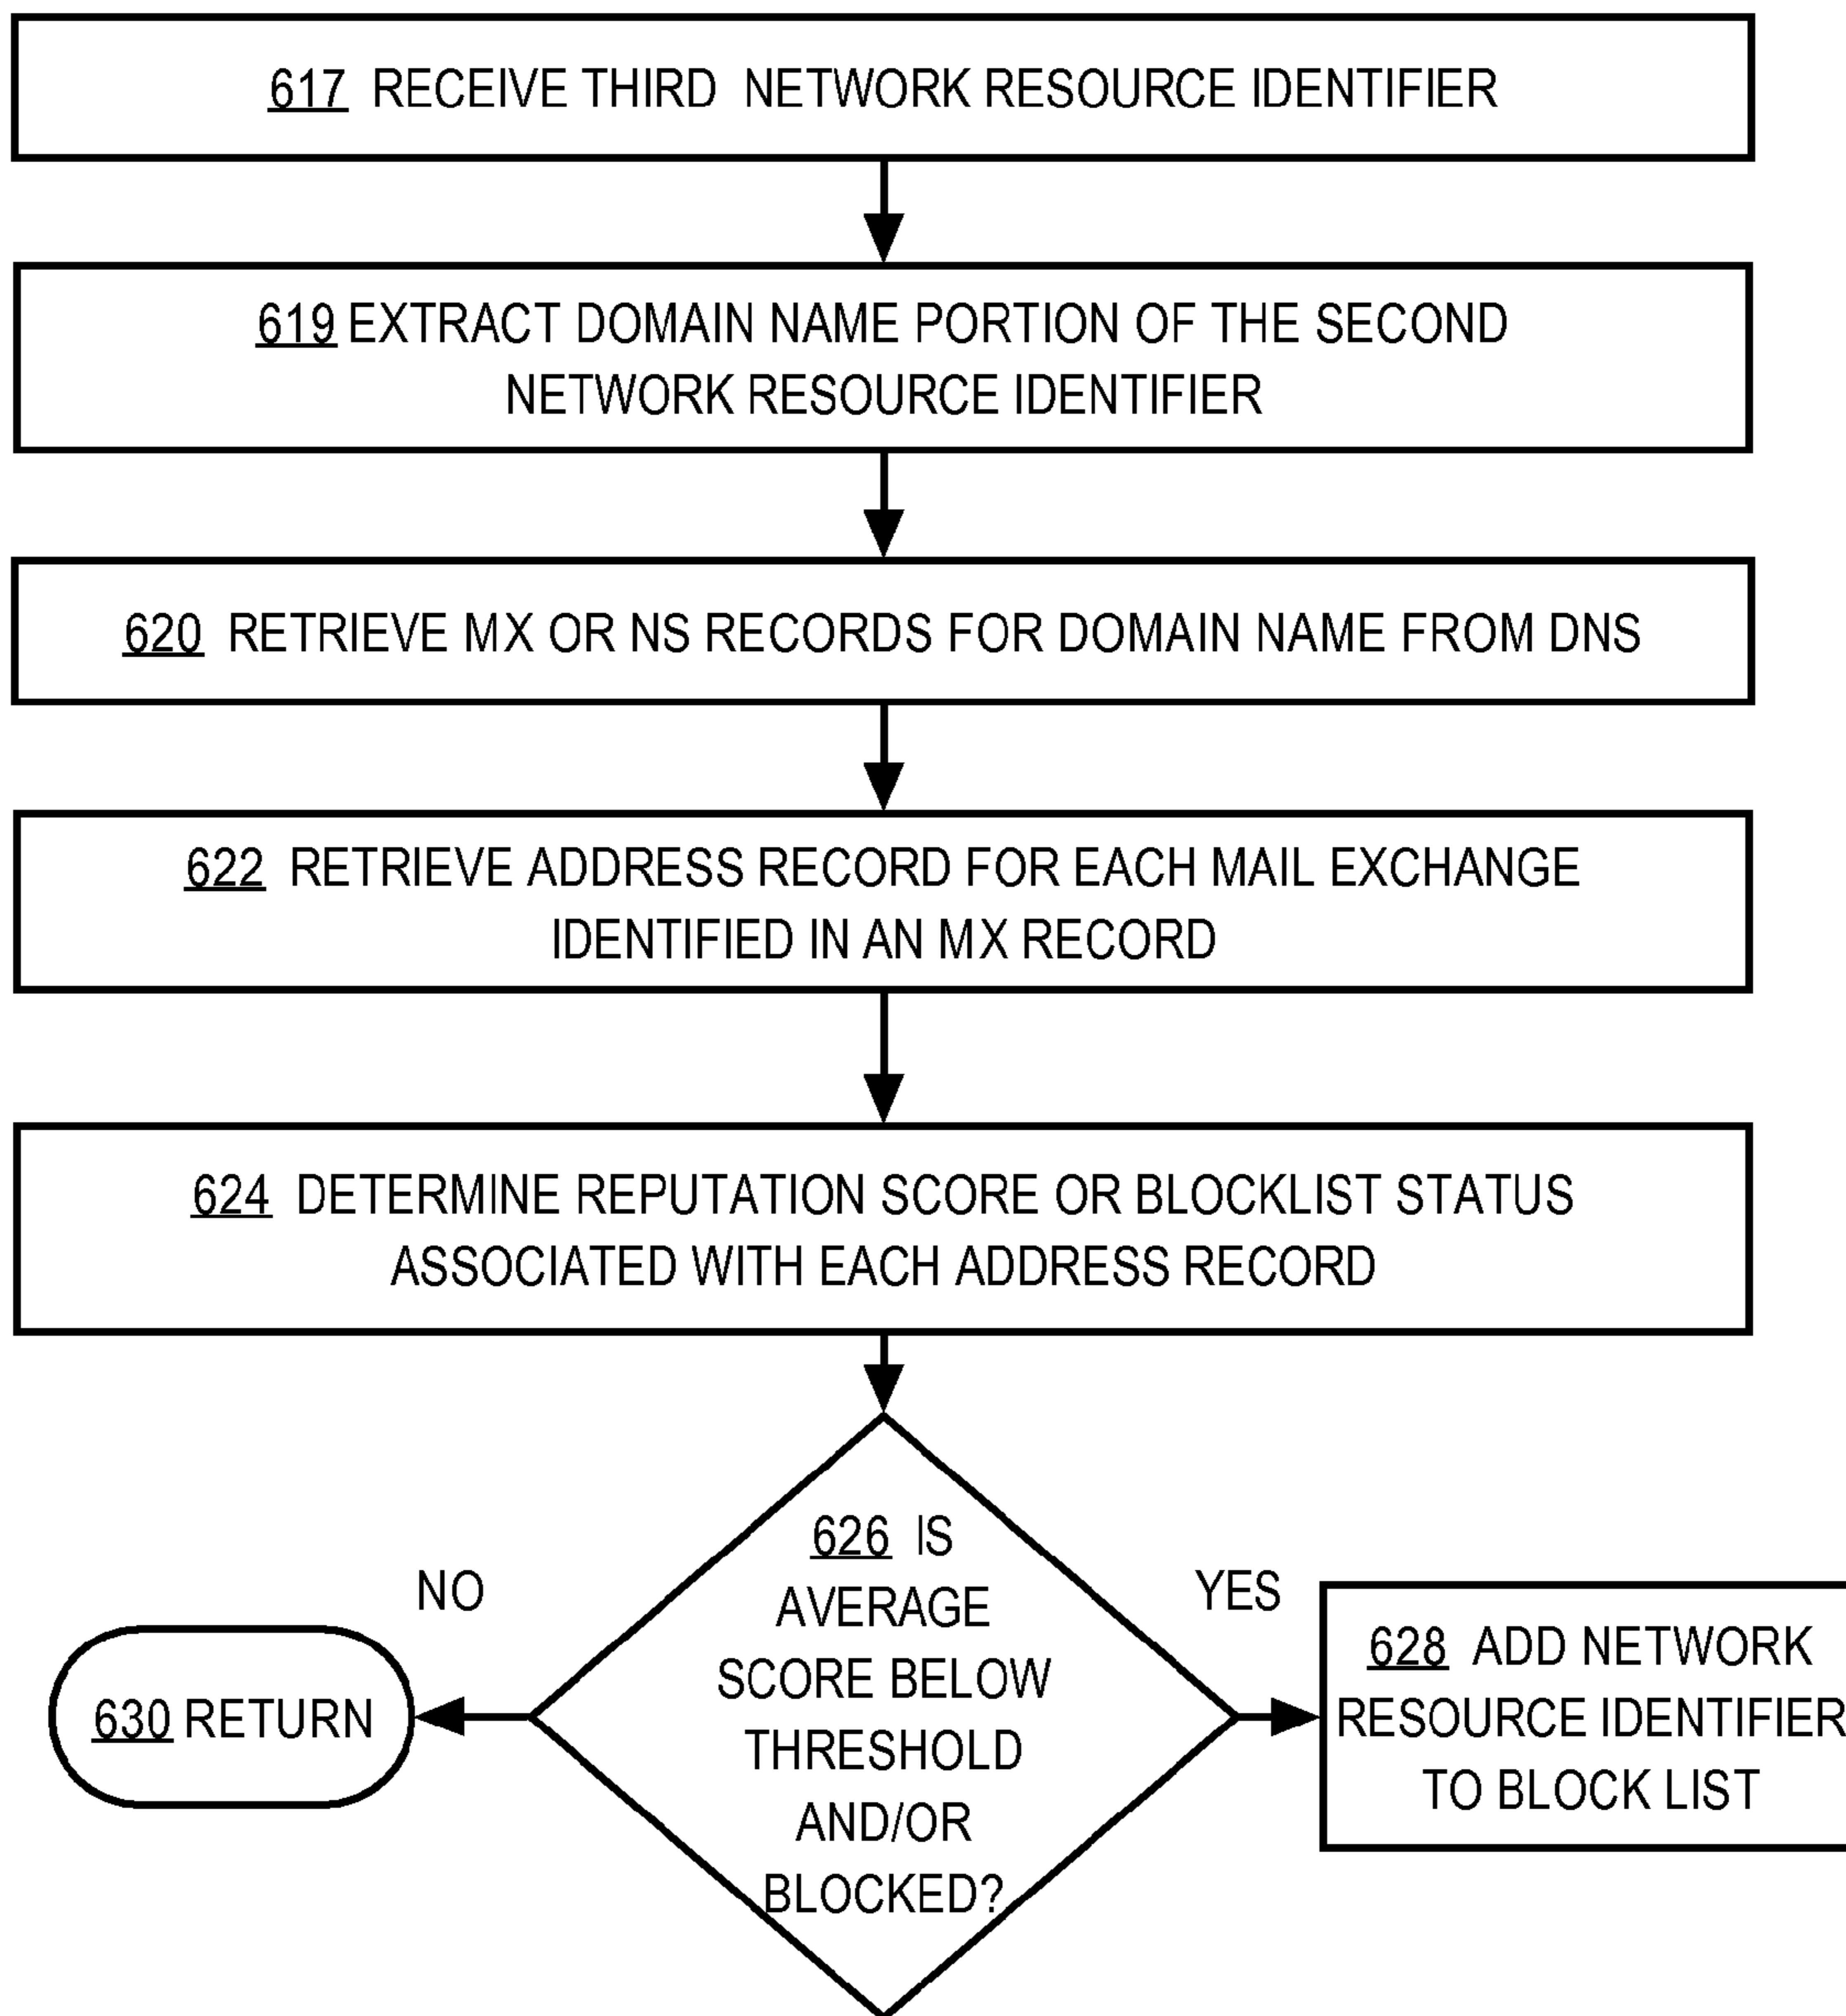 617 RECEIVE THIRD NETWORK RESOURCE IDENTIFIER
619 EXTRACT DOMAIN NAME PORTION OF THE SECOND
NETWORK RESOURCE IDENTIFIER
620 RETRIEVE MX OR NS RECORDS FOR DOMAIN NAME FROM DNS
622 RETRIEVE ADDRESS RECORD FOR EACH MAIL EXCHANGE
IDENTIFIED IN AN MX RECORD
624 DETERMINE REPUTATION SCORE OR BLOCKLIST STATUS
ASSOCIATED WITH EACH ADDRESS RECORD
626 IS
AVERAGE
SCORE BELOW
THRESHOLD
AND/OR
BLOCKED?
NO
630 RETURN
YES
628 ADD NETWORK
RESOURCE IDENTIFIER
TO BLOCK LIST